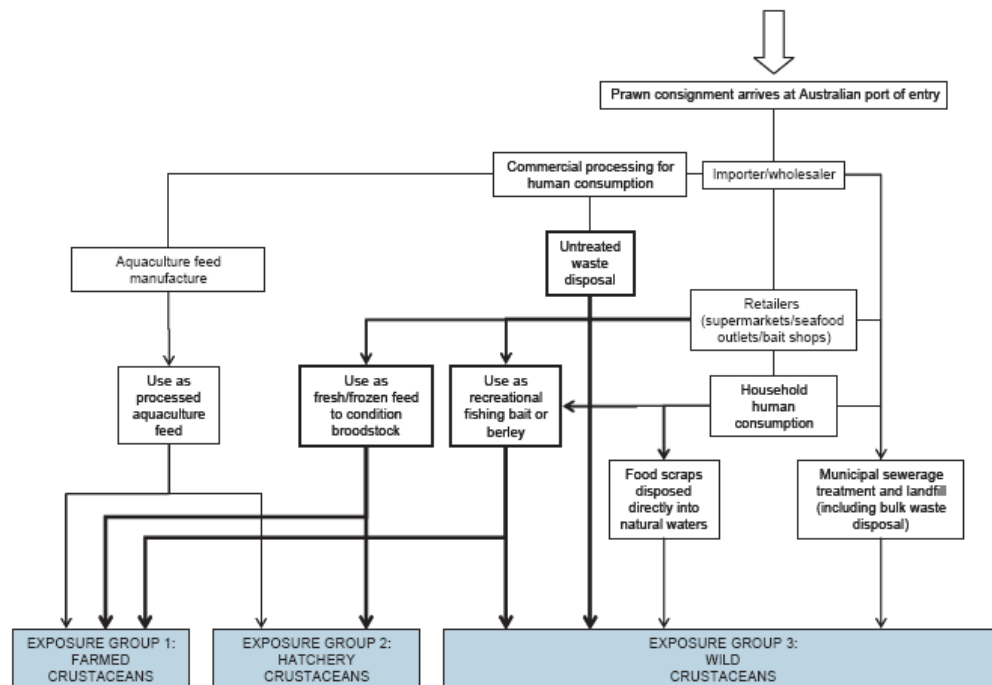 Prawn consignment arrives at Australian port of entry
Commercial processing for
human consumption
Importer/wholesaler
Untreated
waste
disposal
Aquaculture feed
manufacture
Retailers
(supermarkets/seafood
outlets/bait shops)
Use as
processed
aquaculture
feed
Use as
fresh/frozen feed
to condition
broodstock
Use as
recreational
fishing bait or
berley
Household
human
consumption
Food scraps
disposed
directly into
natural waters
Municipal sewerage
treatment and landfill
(including bulk waste
disposal)
EXPOSURE GROUP 1:
FARMED
CRUSTACEANS
EXPOSURE GROUP 2:
HATCHERY
CRUSTACEANS
EXPOSURE GROUP 3:
WILD
CRUSTACEANS